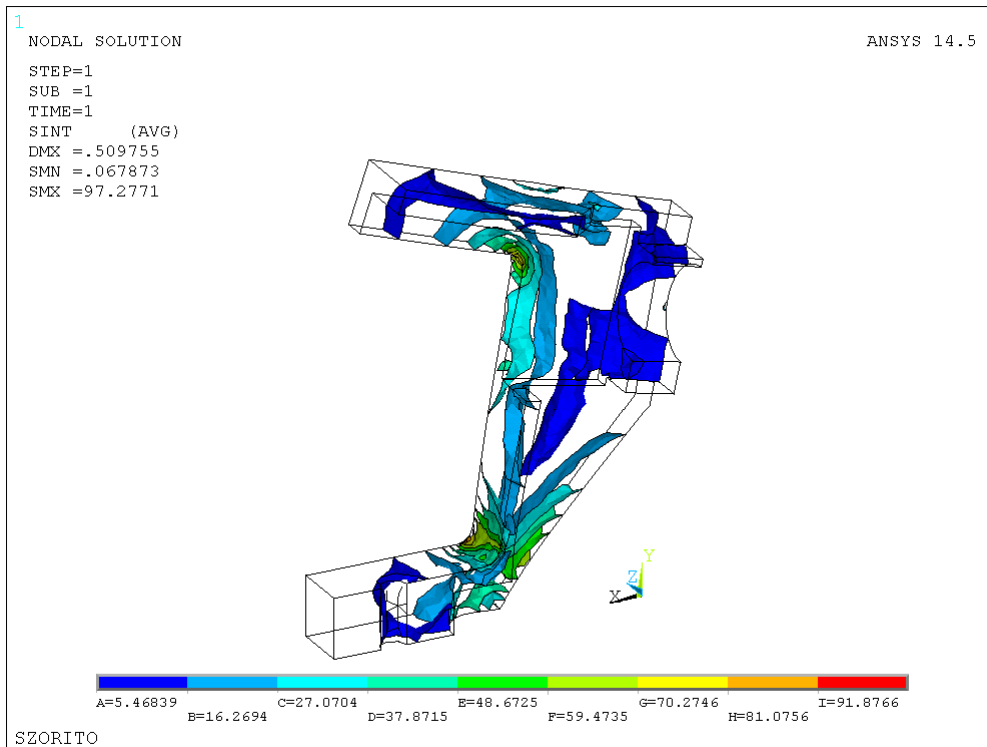 1
NODAL SOLUTION
ANSYS 14.5
STEP=1
SUB =1
TIME=1
SINT (AVG)
DMX =.509755
SMN =.067873
SMX =97.2771
Y
Z
X
A=5.46839 C=27.0704 E=48.6725 G=70.2746 I=91.8766
B=16.2694 D=37.8715 F=59.4735 H=81.0756
SZORITO